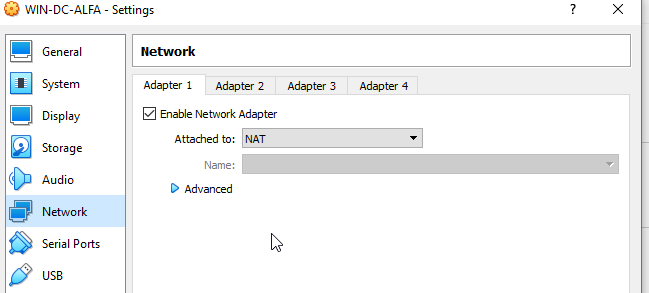 WIN-DC-ALFA - Settings
?
General
System
Display
Storage
Audio
Network
Serial Ports
USB
Network
Adapter 1 Adapter 2 Adapter 3 Adapter 4
Enable Network Adapter
Attached to: NAT
Name:
Advanced